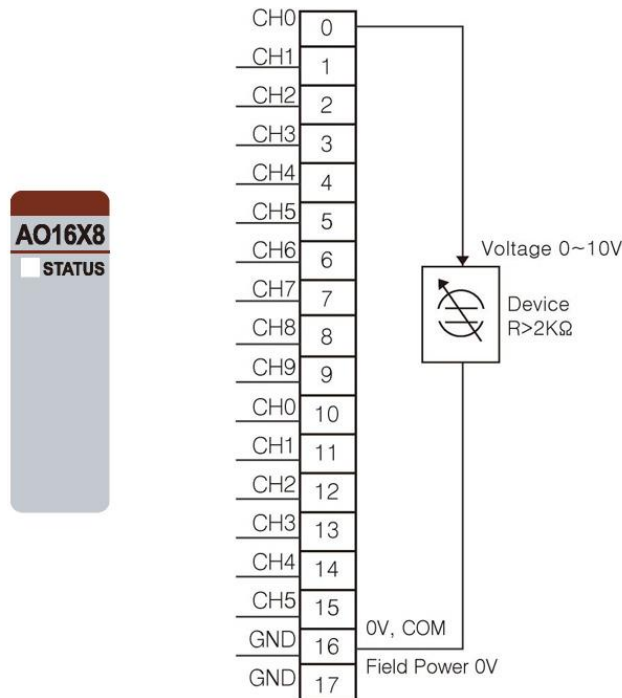 AO16X8
STATUS
CH0 0
CH1 1
CH2 2
CH3 3
CH4 4
CH5 5
CH6 6
CH7 7
CH8 8
CH9 9
CH0 10
CH1 11
CH2 12
CH3 13
CH4 14
CH5 15
GND 16
GND 17
Voltage 0~10V
Device
R>2KΩ
0V, COM
Field Power 0V